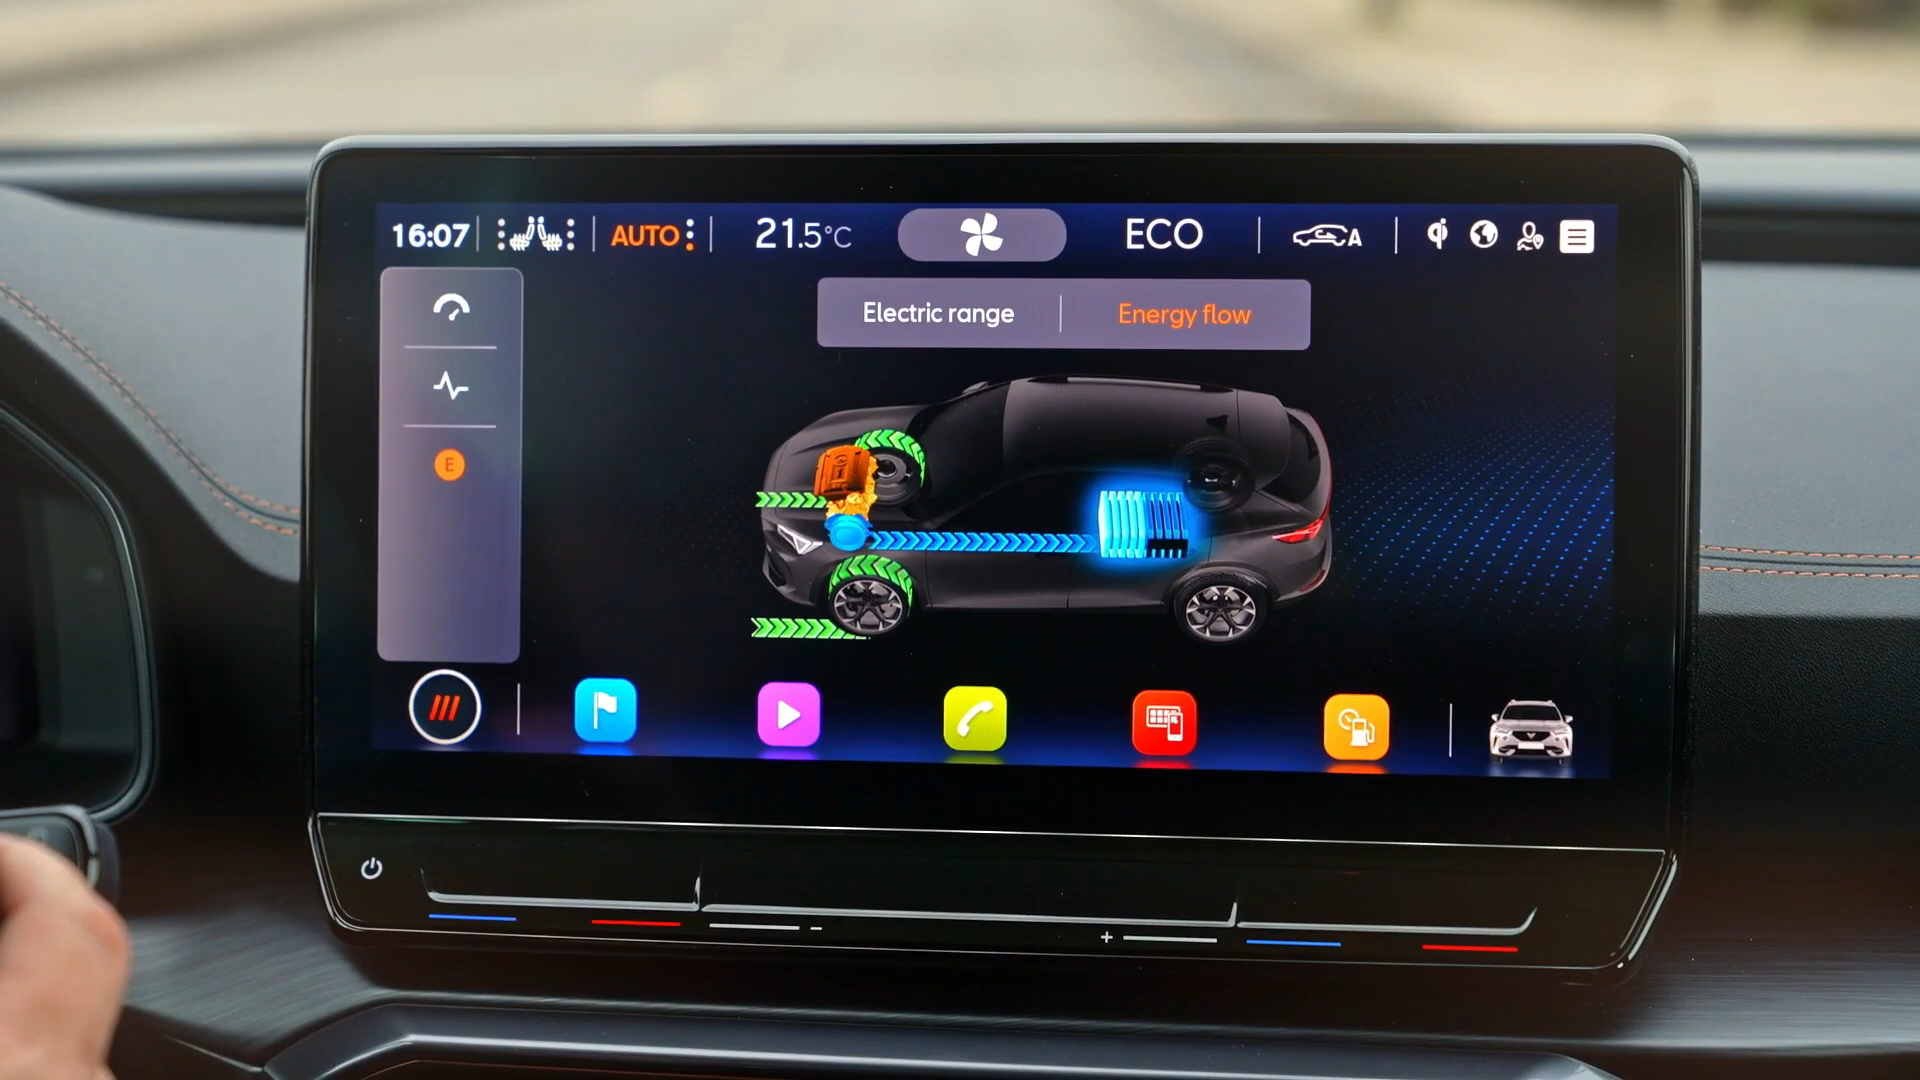 16:07
AUTO
21.5°C
ECO
A
Electric range
Energy flow
E
-
+